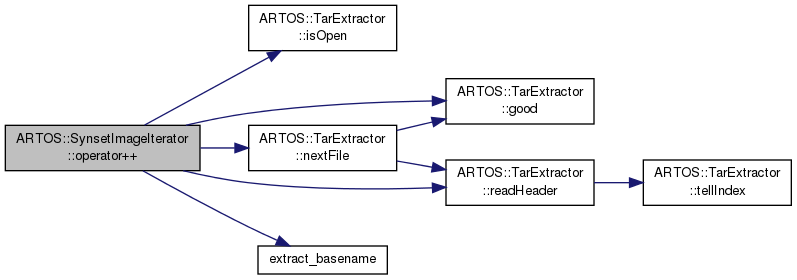 ARTOS::SynsetImageIterator
::operator++
ARTOS::TarExtractor
::isOpen
ARTOS::TarExtractor
::good
ARTOS::TarExtractor
::nextFile
ARTOS::TarExtractor
::readHeader
ARTOS::TarExtractor
::tellIndex
extract_basename